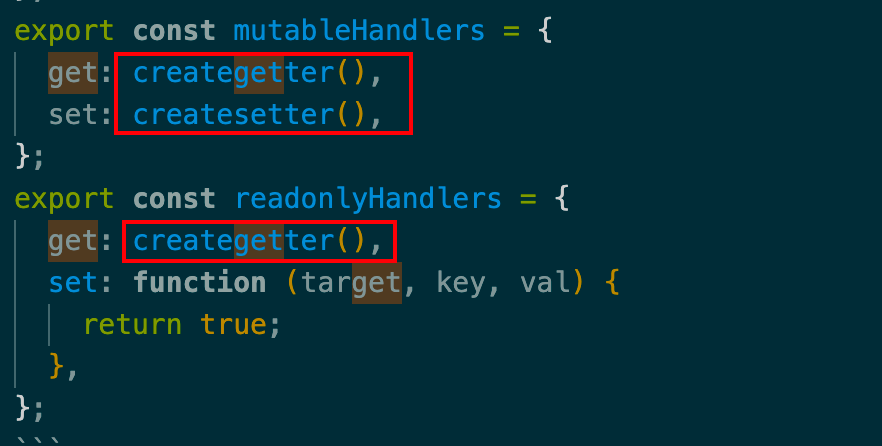 export const mutableHandlers = {
get: creategetter(),
set: createsetter(),
};
export const readonlyHandlers = {
get: creategetter(),
set: function (target, key, val) {
return true;
},
};
```